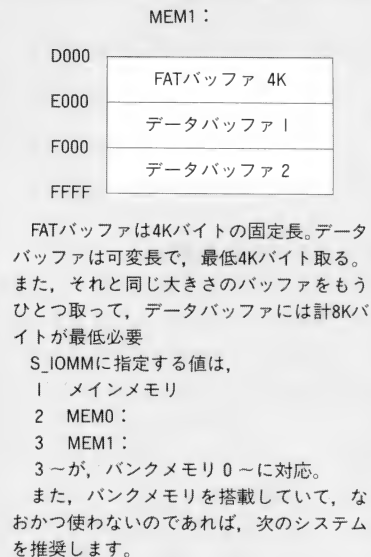 MEM1：
D000
FATバッファ 4K
E000
データバッファ1
F000
データバッファ2
FFFF
FATバッファは4Kバイトの固定長。データ
バッファは可変長で，最低4Kバイト取る。
また，それと同じ大きさのバッファをもう
ひとつ取って，データバッファには計8Kバ
イトが最低必要
S_IOMMに指定する値は，
1 メインメモリ
2 MEM0：
3 MEM1：
3～が，バンクメモリ0～に対応。
また，バンクメモリを搭載していて，な
おかつ使わないのであれば，次のシステム
を推奨します。